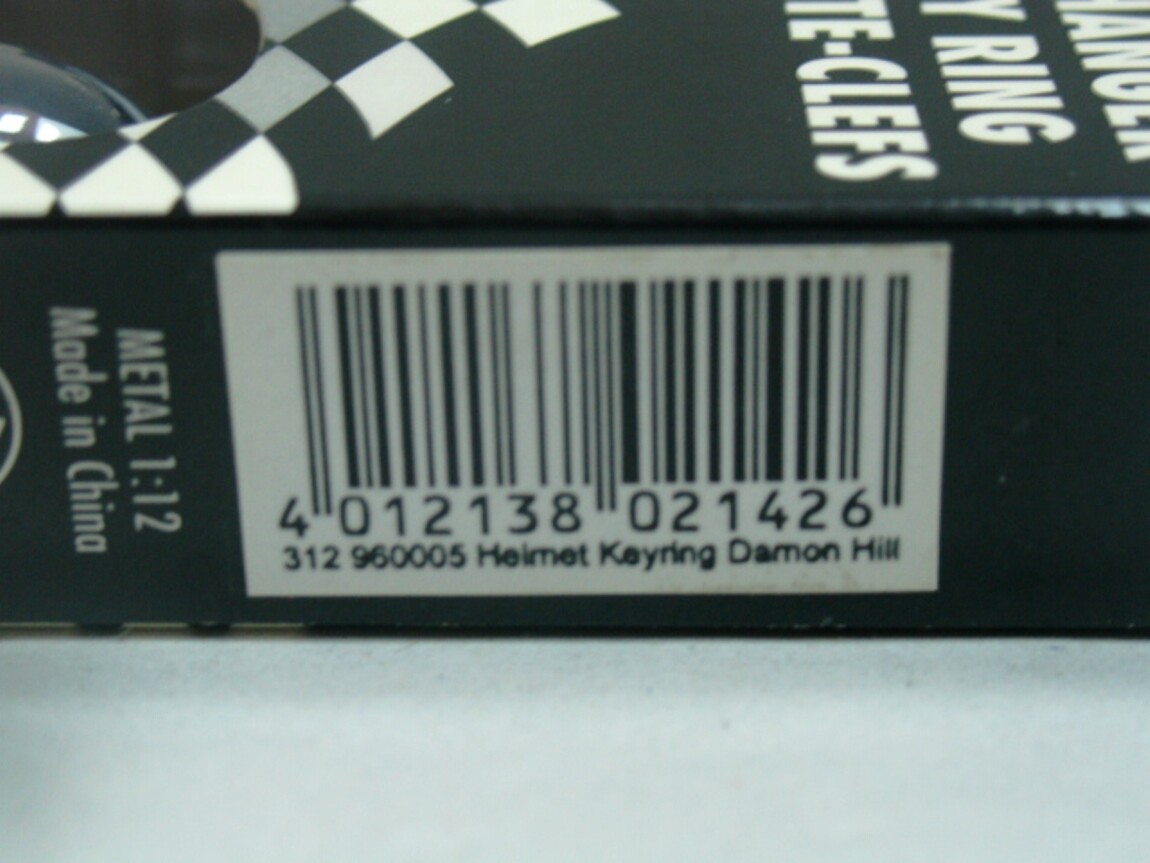 RING
TE-CLEFS
METAL 1:12
Made in China
4 012138 021426
312 960005 Helmet Keyring Damon Hill